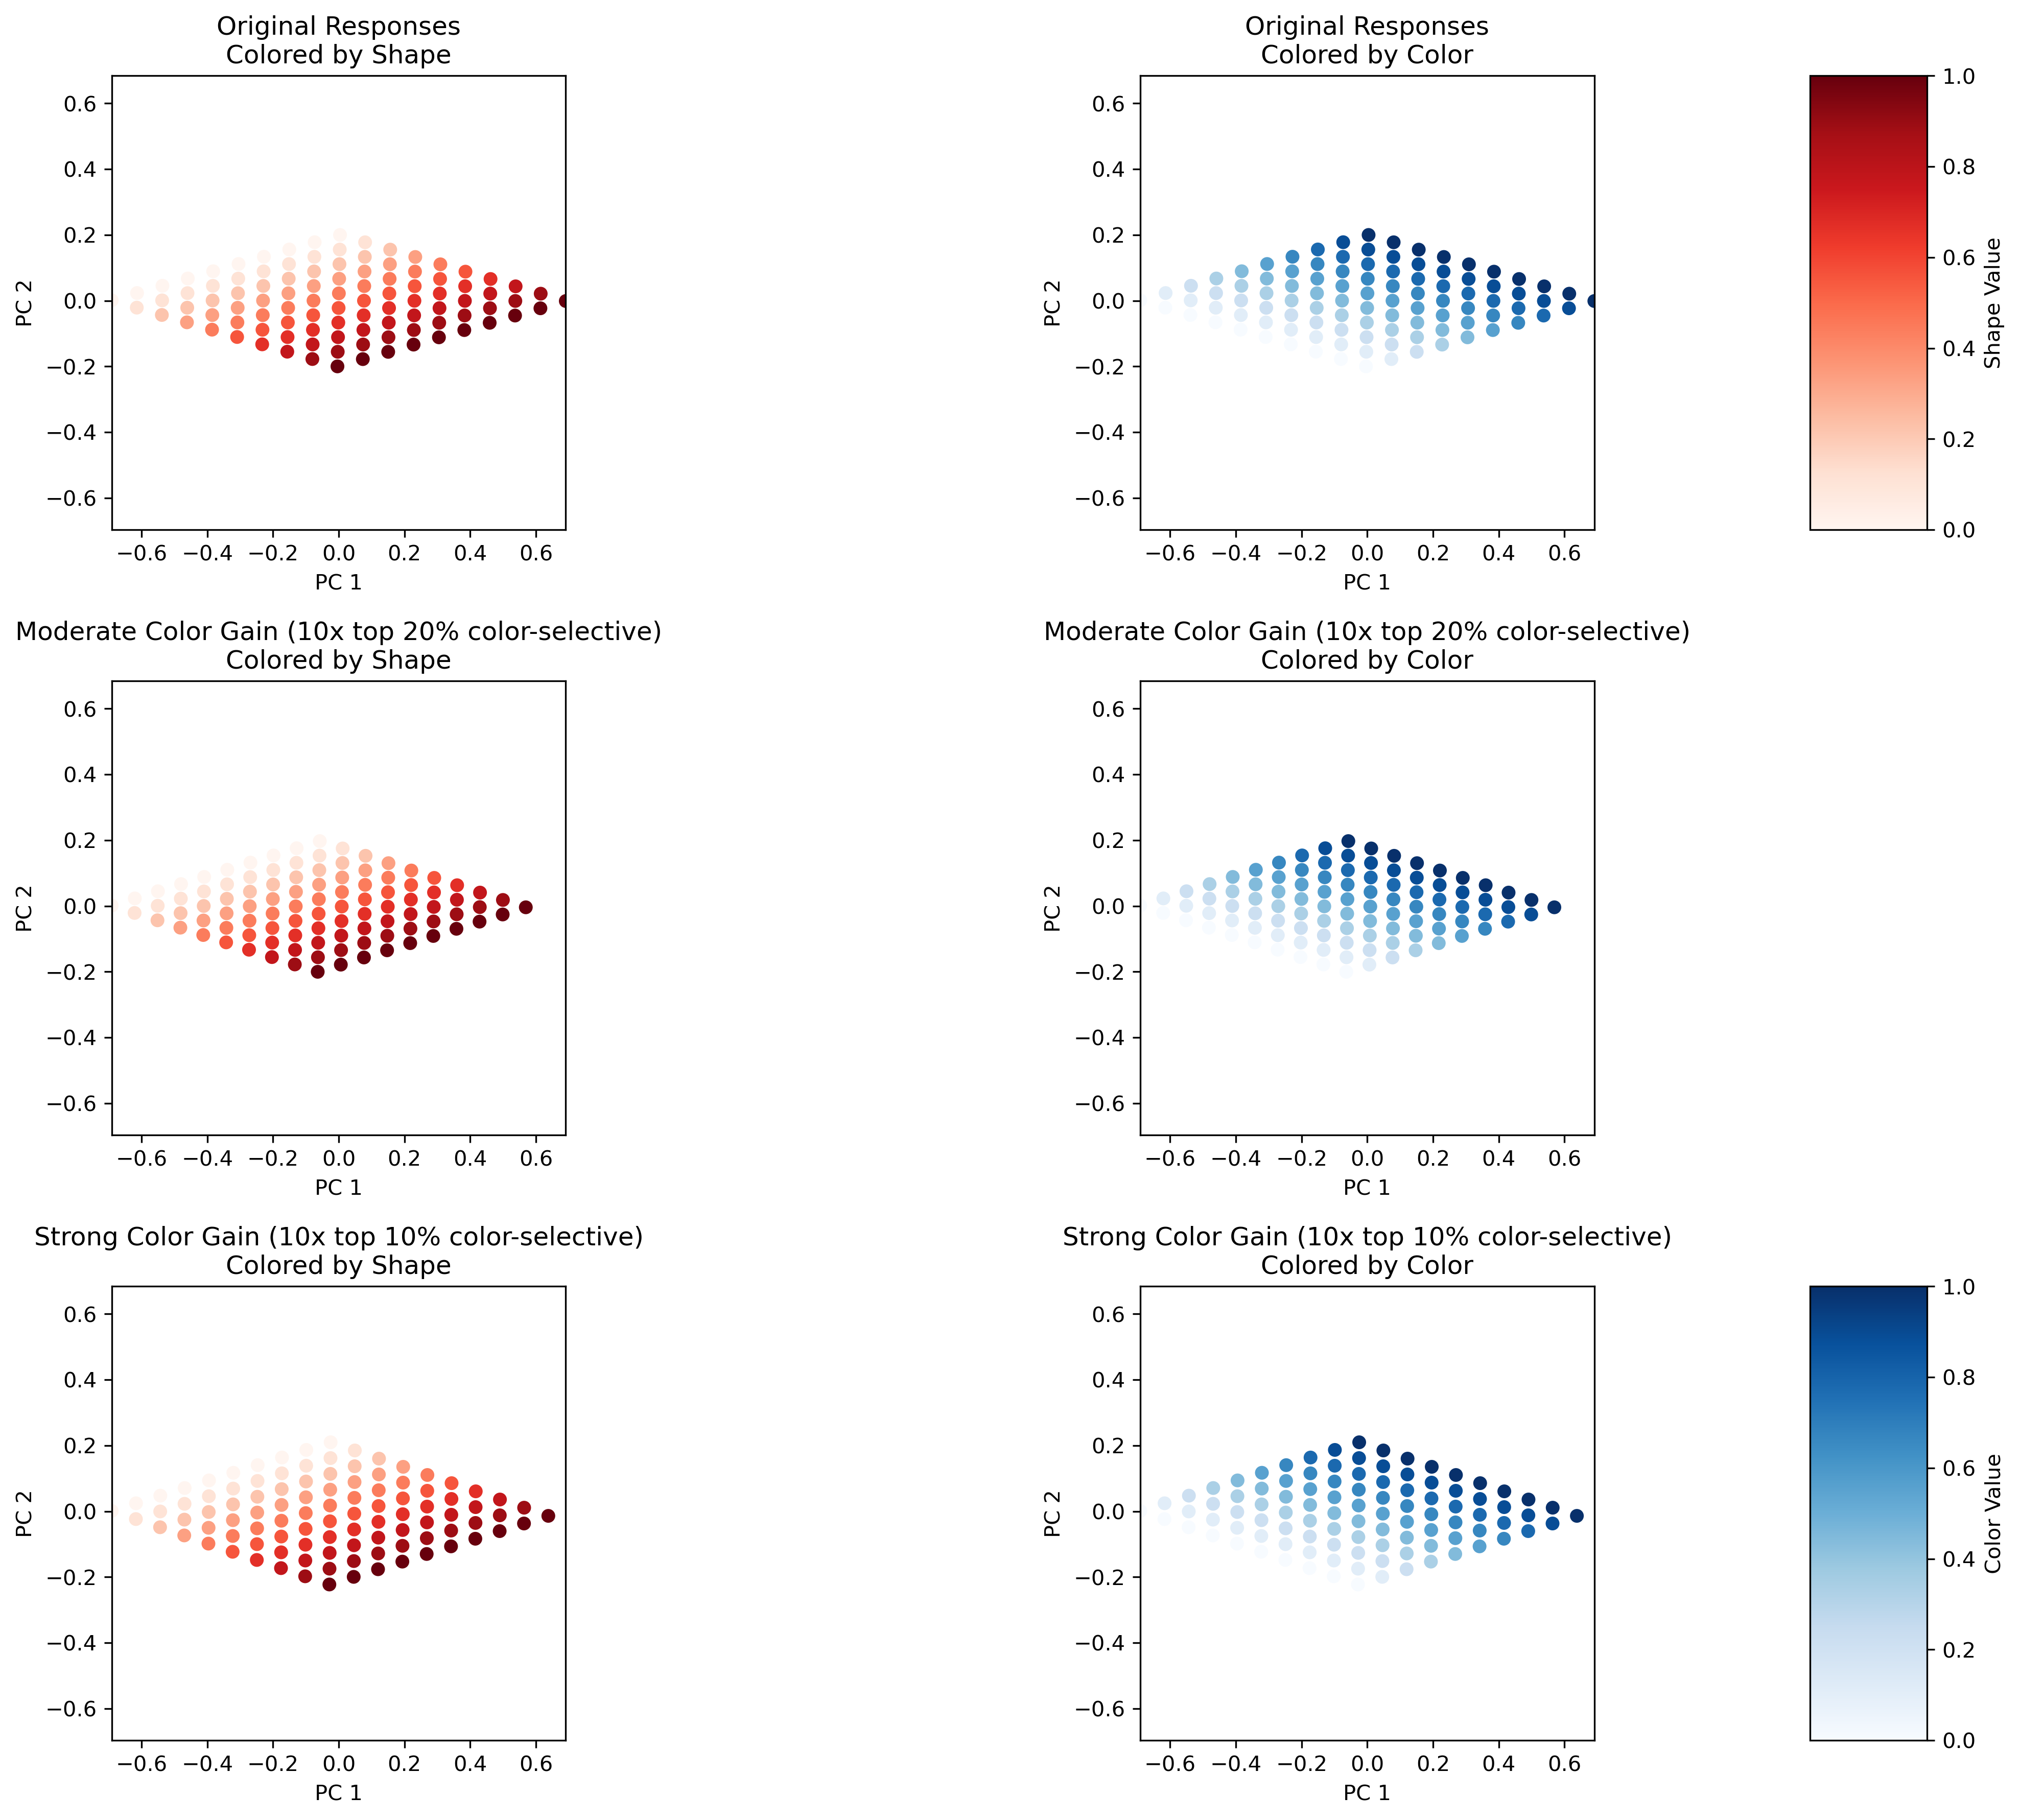 Original Responses
Colored by Shape
0.6
0.4
0.2
0.0
−0.2
−0.4
−0.6
PC 2
−0.6 −0.4 −0.2 0.0 0.2 0.4 0.6
PC 1
Original Responses
Colored by Color
0.6
0.4
0.2
0.0
−0.2
−0.4
−0.6
PC 2
−0.6 −0.4 −0.2 0.0 0.2 0.4 0.6
PC 1
1.0
0.8
0.6
0.4
0.2
0.0
Shape Value
Moderate Color Gain (10x top 20% color-selective)
Colored by Shape
0.6
0.4
0.2
0.0
−0.2
−0.4
−0.6
PC 2
−0.6 −0.4 −0.2 0.0 0.2 0.4 0.6
PC 1
Moderate Color Gain (10x top 20% color-selective)
Colored by Color
0.6
0.4
0.2
0.0
−0.2
−0.4
−0.6
PC 2
−0.6 −0.4 −0.2 0.0 0.2 0.4 0.6
PC 1
Strong Color Gain (10x top 10% color-selective)
Colored by Shape
0.6
0.4
0.2
0.0
−0.2
−0.4
−0.6
PC 2
−0.6 −0.4 −0.2 0.0 0.2 0.4 0.6
PC 1
Strong Color Gain (10x top 10% color-selective)
Colored by Color
0.6
0.4
0.2
0.0
−0.2
−0.4
−0.6
PC 2
−0.6 −0.4 −0.2 0.0 0.2 0.4 0.6
PC 1
1.0
0.8
0.6
0.4
0.2
0.0
Color Value